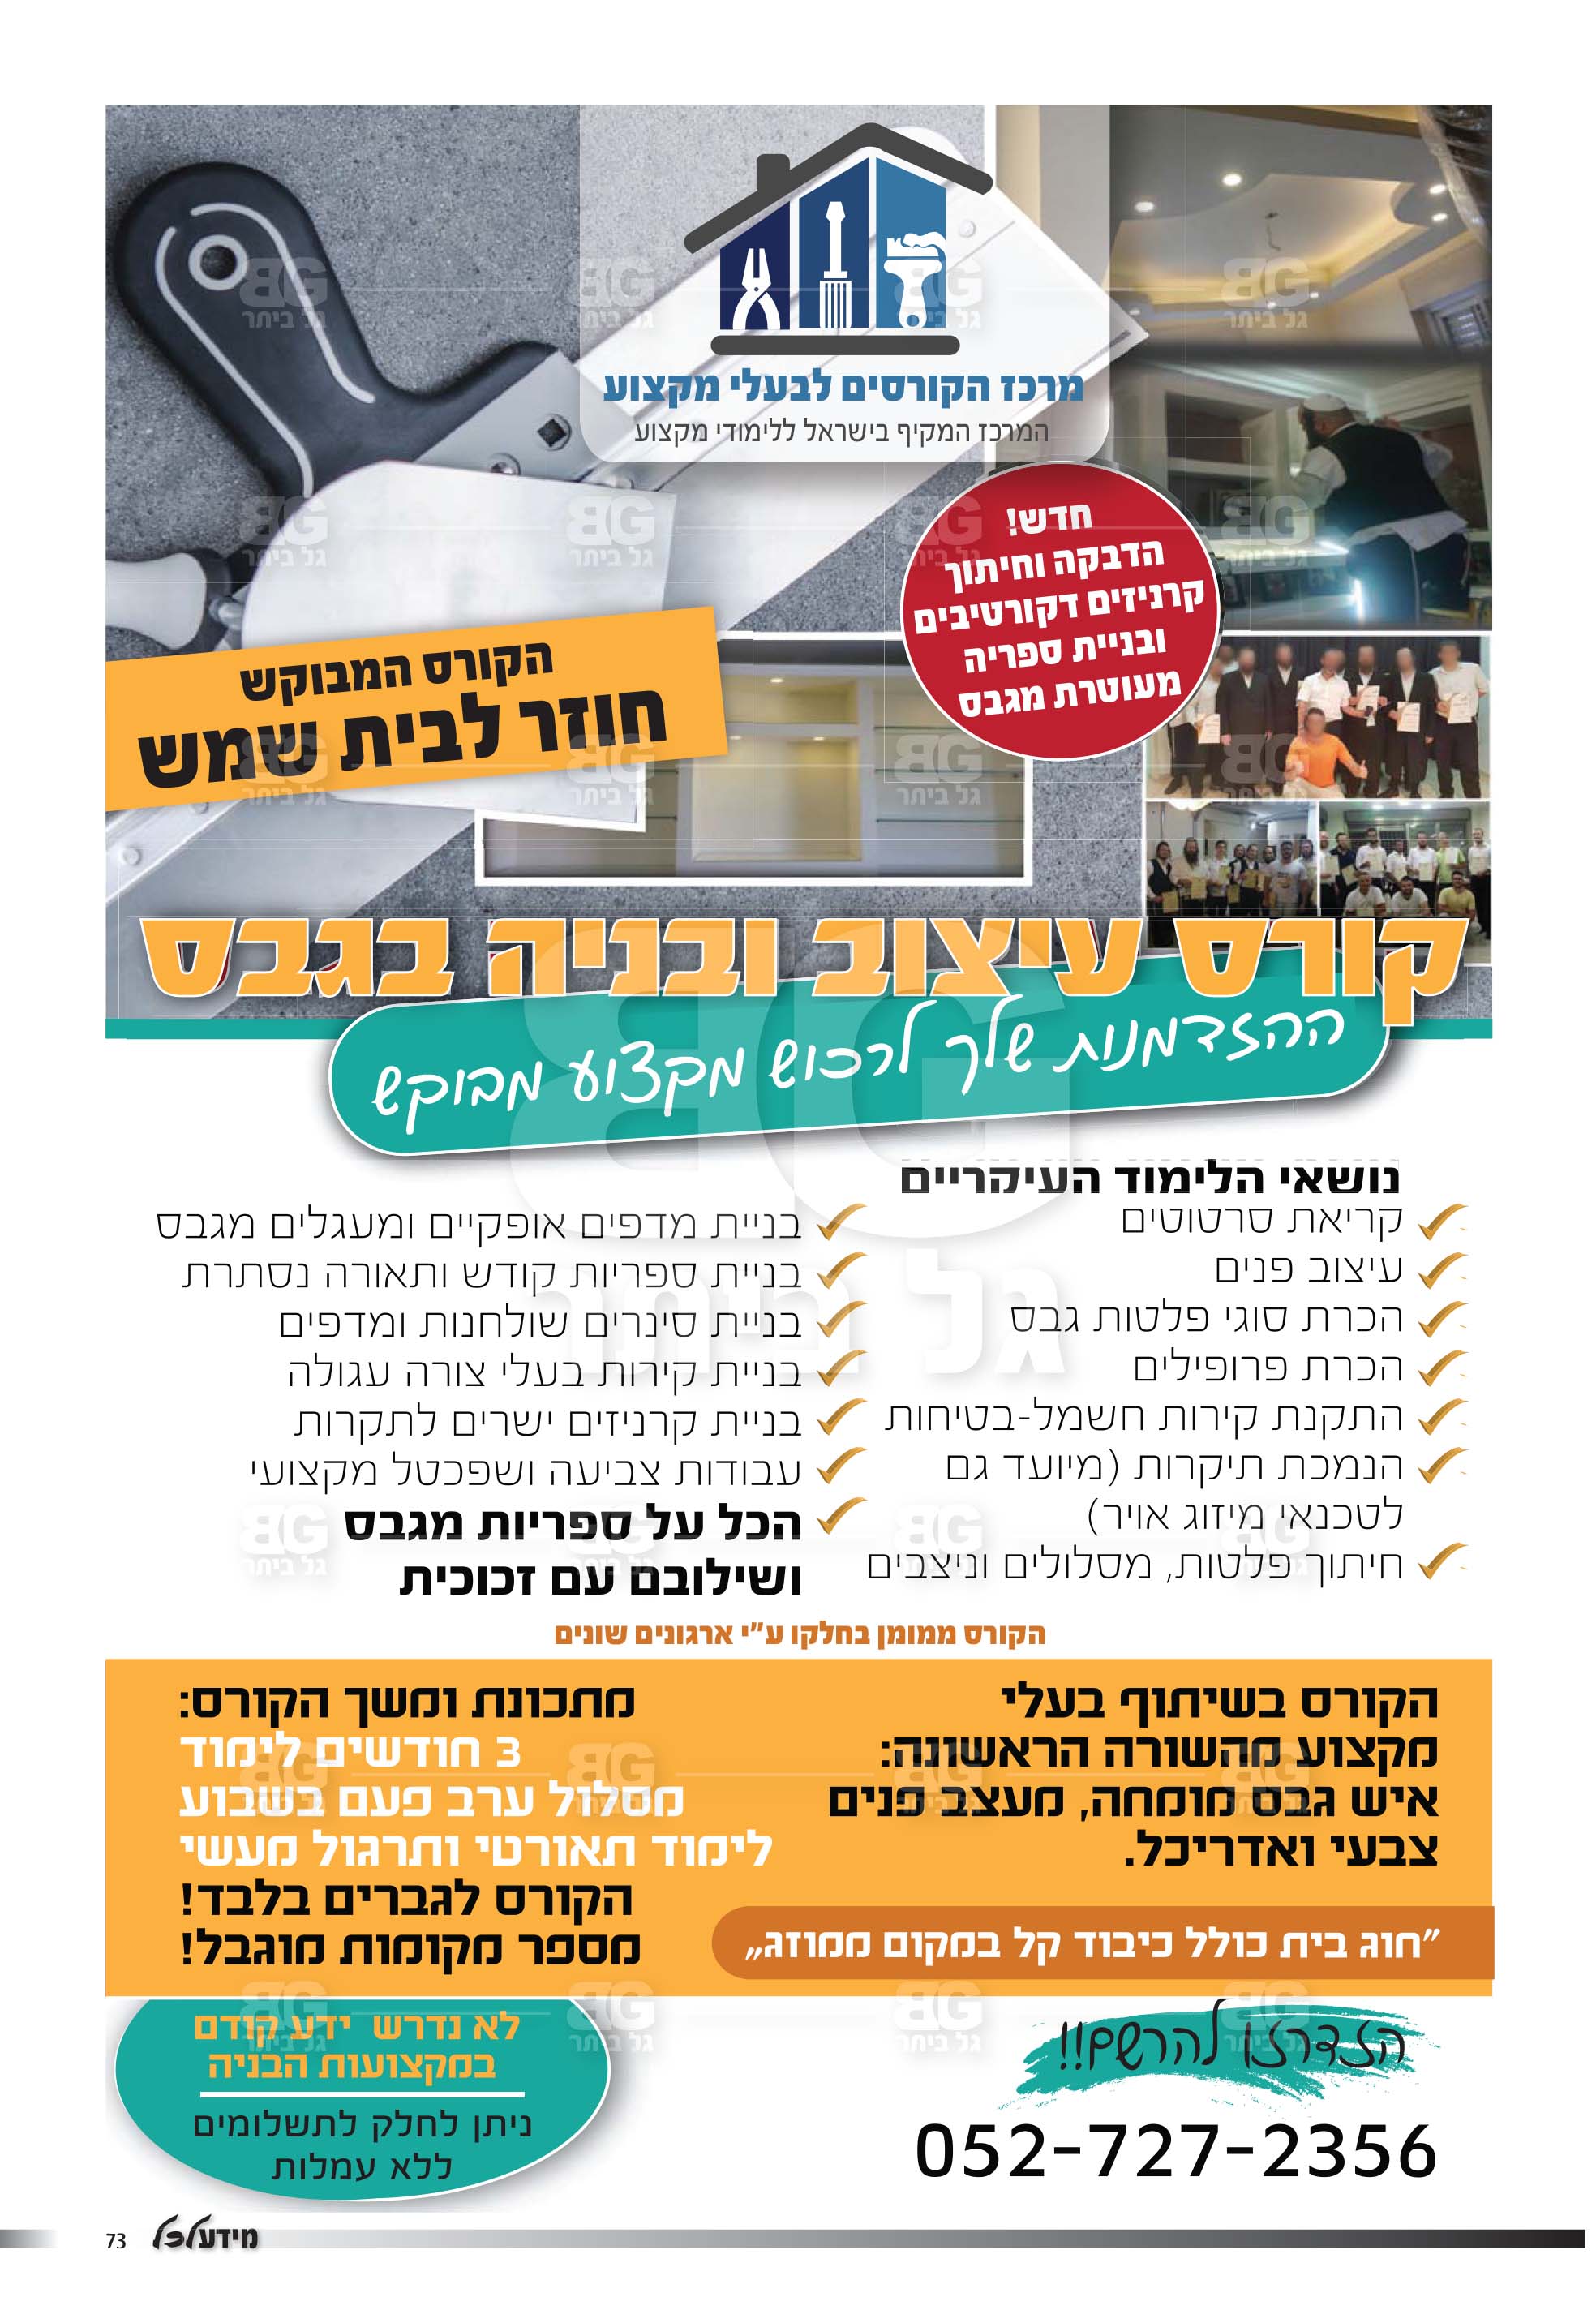 מרכז הקורסים לבעלי מקצוע
המרכז המקיף בישראל ללימודי מקצוע
חדש!
הדבקה וחיתוך
קרניזים דקורטיבים
ובניית ספריה
מעוטרת מגבס
הקורס המבוקש
חוזר לבית שמש
קורס עיצוב ובניה בגבס
ההזדמנות שלך לרכוש מקצוע מבוקש
נושאי הלימוד העיקריים
קריאת סרטוטים
עיצוב פנים
הכרת סוגי פלטות גבס
הכרת פרופילים
התקנת קירות חשמל-בטיחות
הנמכת תיקרות (מיועד גם
לטכנאי מיזוג אויר)
חיתוך פלטות, מסלולים וניצבים
בניית מדפים אופקיים ומעגלים מגבס
בניית ספריות קודש ותאורה נסתרת
בניית סינרים שולחנות ומדפים
בניית קירות בעלי צורה עגולה
בניית קרניזים ישרים לתקרות
עבודות צביעה ושפכטל מקצועי
הכל על ספריות מגבס
ושילובם עם זכוכית
הקורס ממומן בחלקו ע"י ארגונים שונים
הקורס בשיתוף בעלי
מקצוע מהשורה הראשונה:
איש גבס מומחה, מעצב פנים
צבעי ואדריכל.
"חוג בית כולל כיבוד קל במקום ממוזג,,
מתכונת ומשך הקורס:
3 חודשים לימוד
מסלול ערב פעם בשבוע
לימוד תאורטי ותרגול מעשי
הקורס לגברים בלבד!
מספר מקומות מוגבל!
הזדרזו להרשם!!
052-727-2356
לא נדרש ידע קודם
במקצועות הבניה
ניתן לחלק לתשלומים
ללא עמלות
73 מידע לכל
BG
גל ביתר